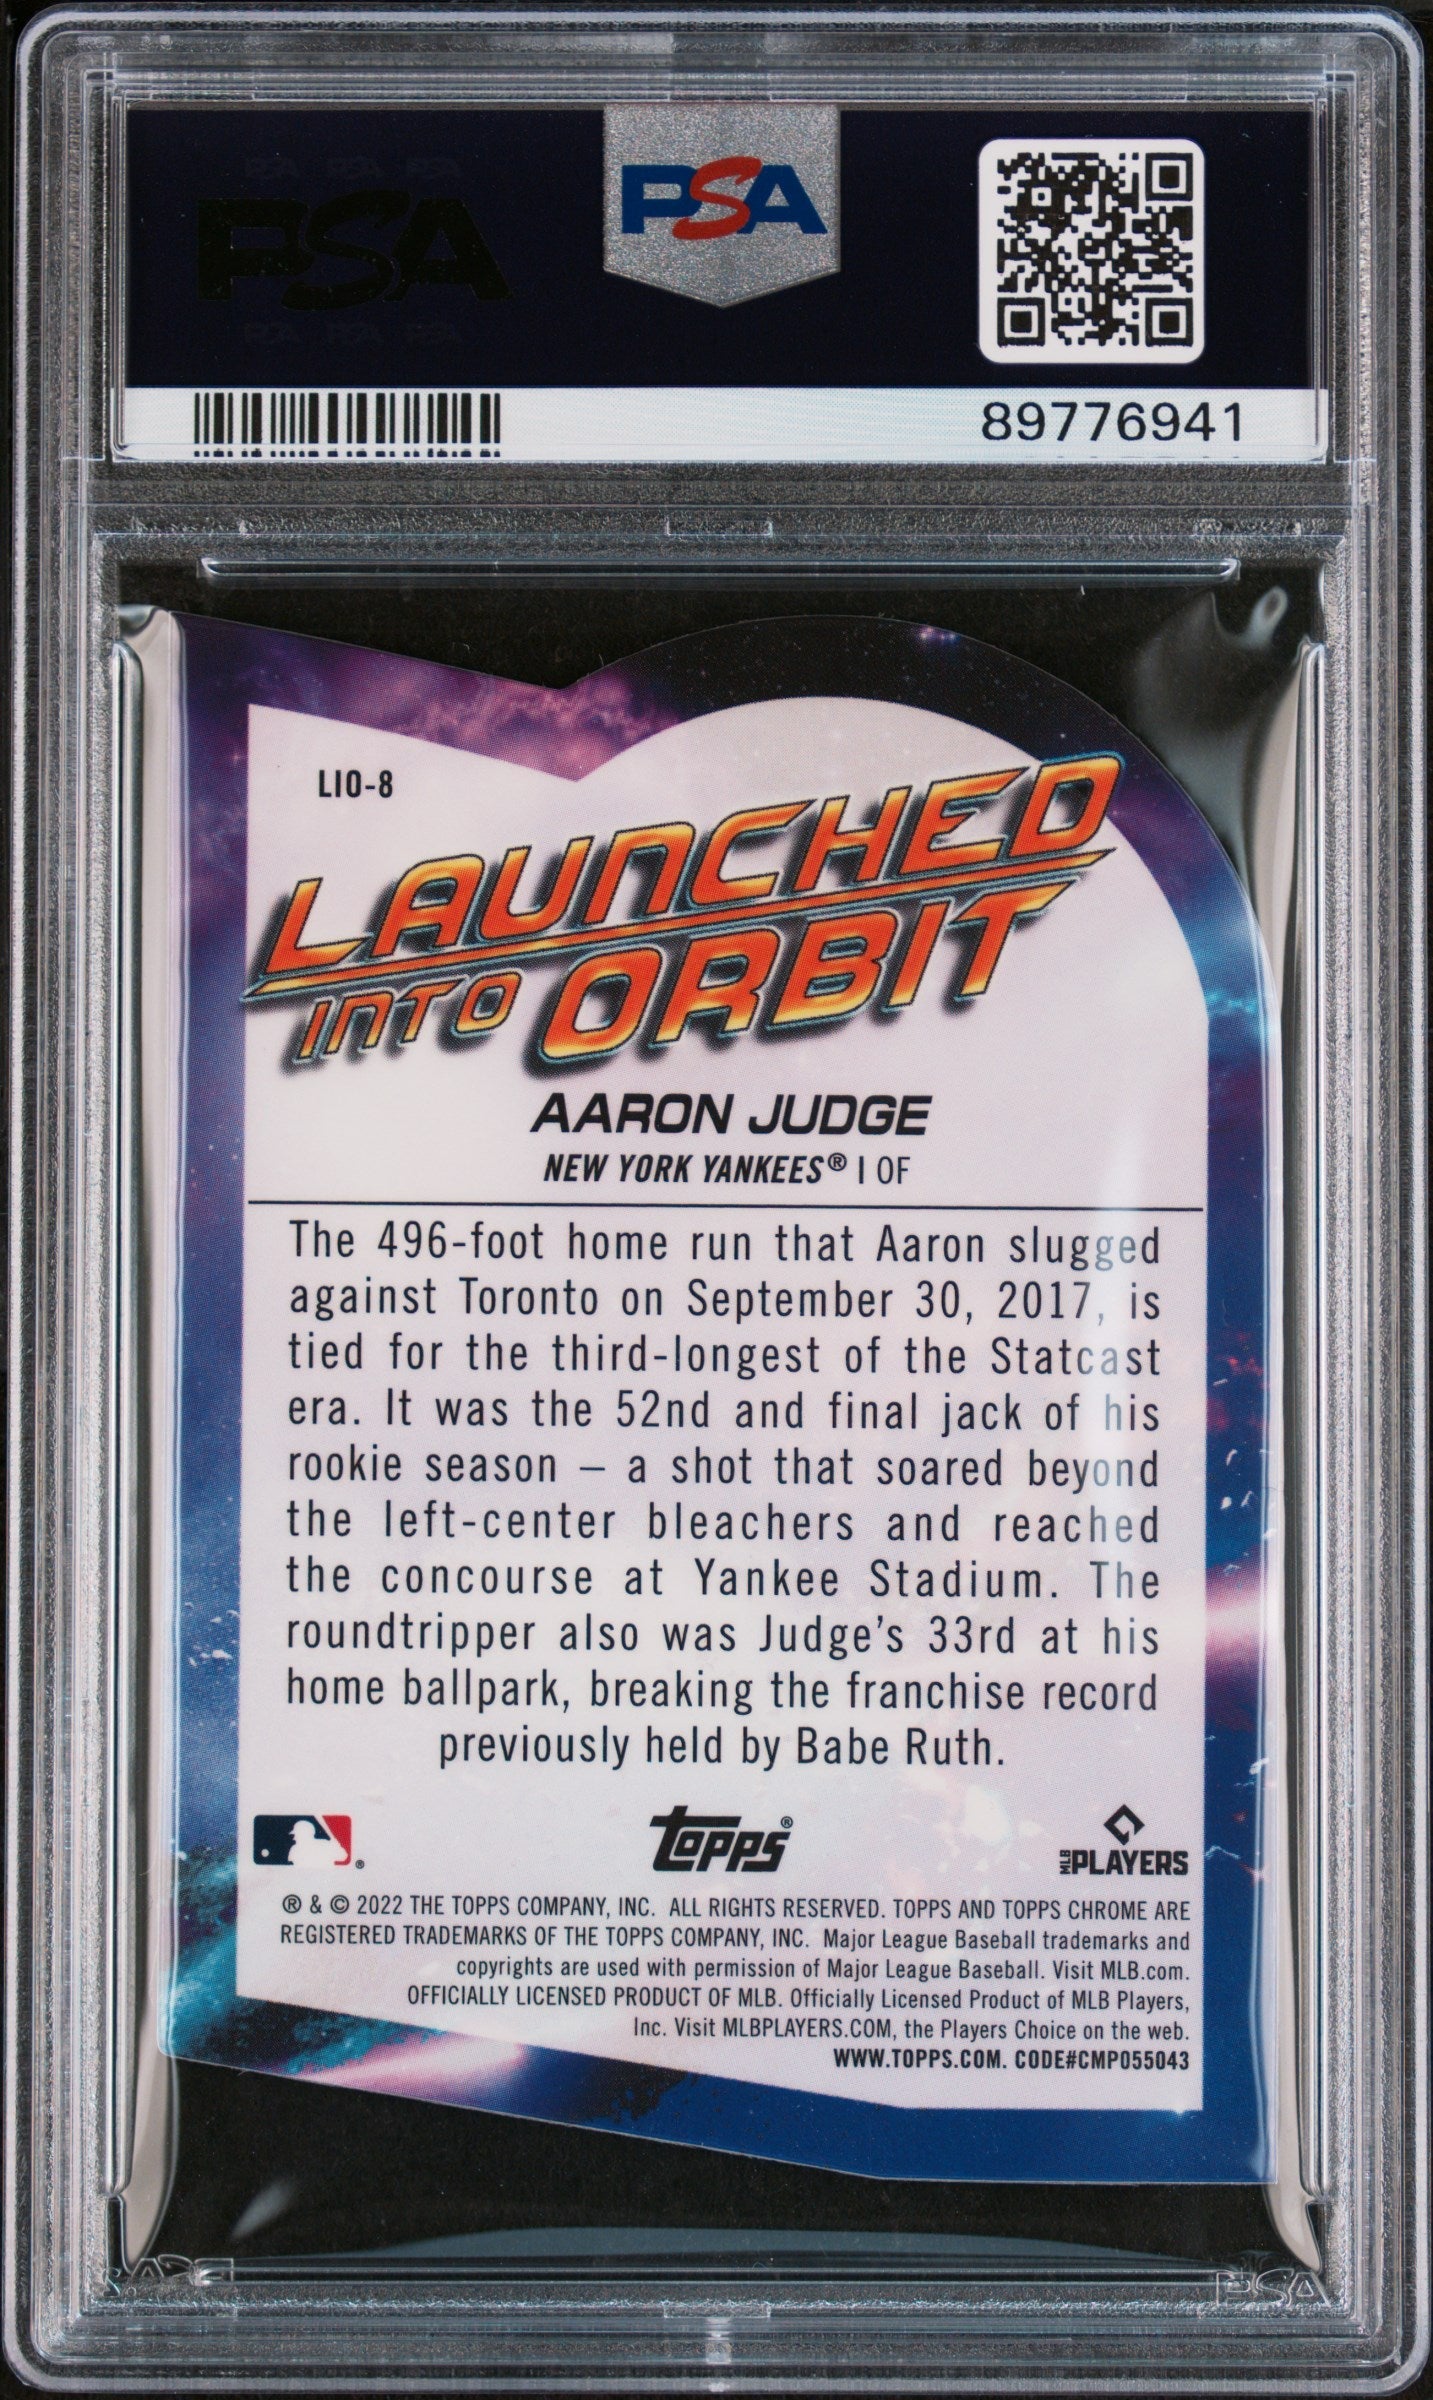 PSA
PSA
89776941
LIO-8
LAUNCHED
INTO ORBIT
AARON JUDGE
NEW YORK YANKEES® | OF
The 496-foot home run that Aaron slugged
against Toronto on September 30, 2017, is
tied for the third-longest of the Statcast
era. It was the 52nd and final jack of his
rookie season – a shot that soared beyond
the left-center bleachers and reached
the concourse at Yankee Stadium. The
roundtripper also was Judge's 33rd at his
home ballpark, breaking the franchise record
previously held by Babe Ruth.
® TOPPS® MLB PLAYERS
® & © 2022 THE TOPPS COMPANY, INC. ALL RIGHTS RESERVED. TOPPS AND TOPPS CHROME ARE
REGISTERED TRADEMARKS OF THE TOPPS COMPANY, INC. Major League Baseball trademarks and
copyrights are used with permission of Major League Baseball. Visit MLB.com.
OFFICIALLY LICENSED PRODUCT OF MLB. Officially Licensed Product of MLB Players,
Inc. Visit MLBPLAYERS.COM, the Players Choice on the web.
WWW.TOPPS.COM. CODE#CMP055043
PSA
PSA